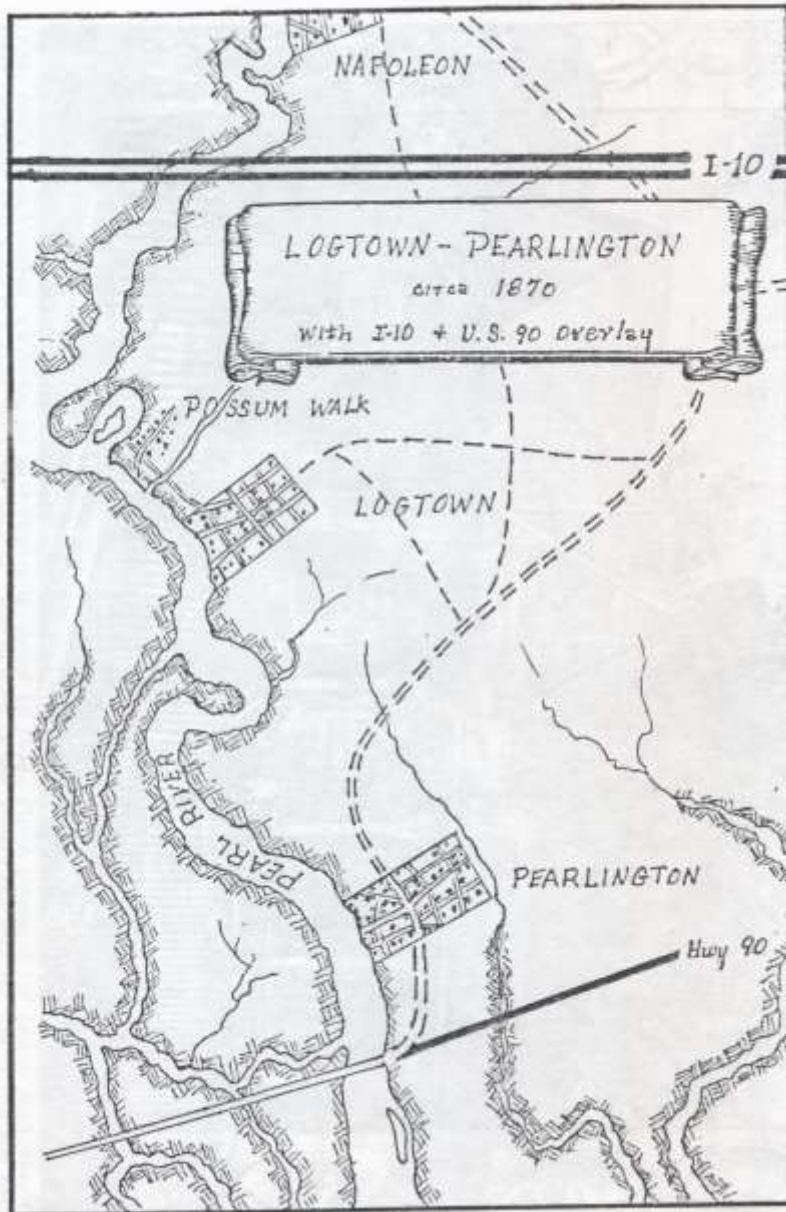 NAPOLEON
I-10
LOGTOWN - PEARLINGTON
circa 1870
with I-10 + U.S. 90 overlay
POSSUM WALK
LOGTOWN
PEARL RIVER
PEARLINGTON
Hwy 90